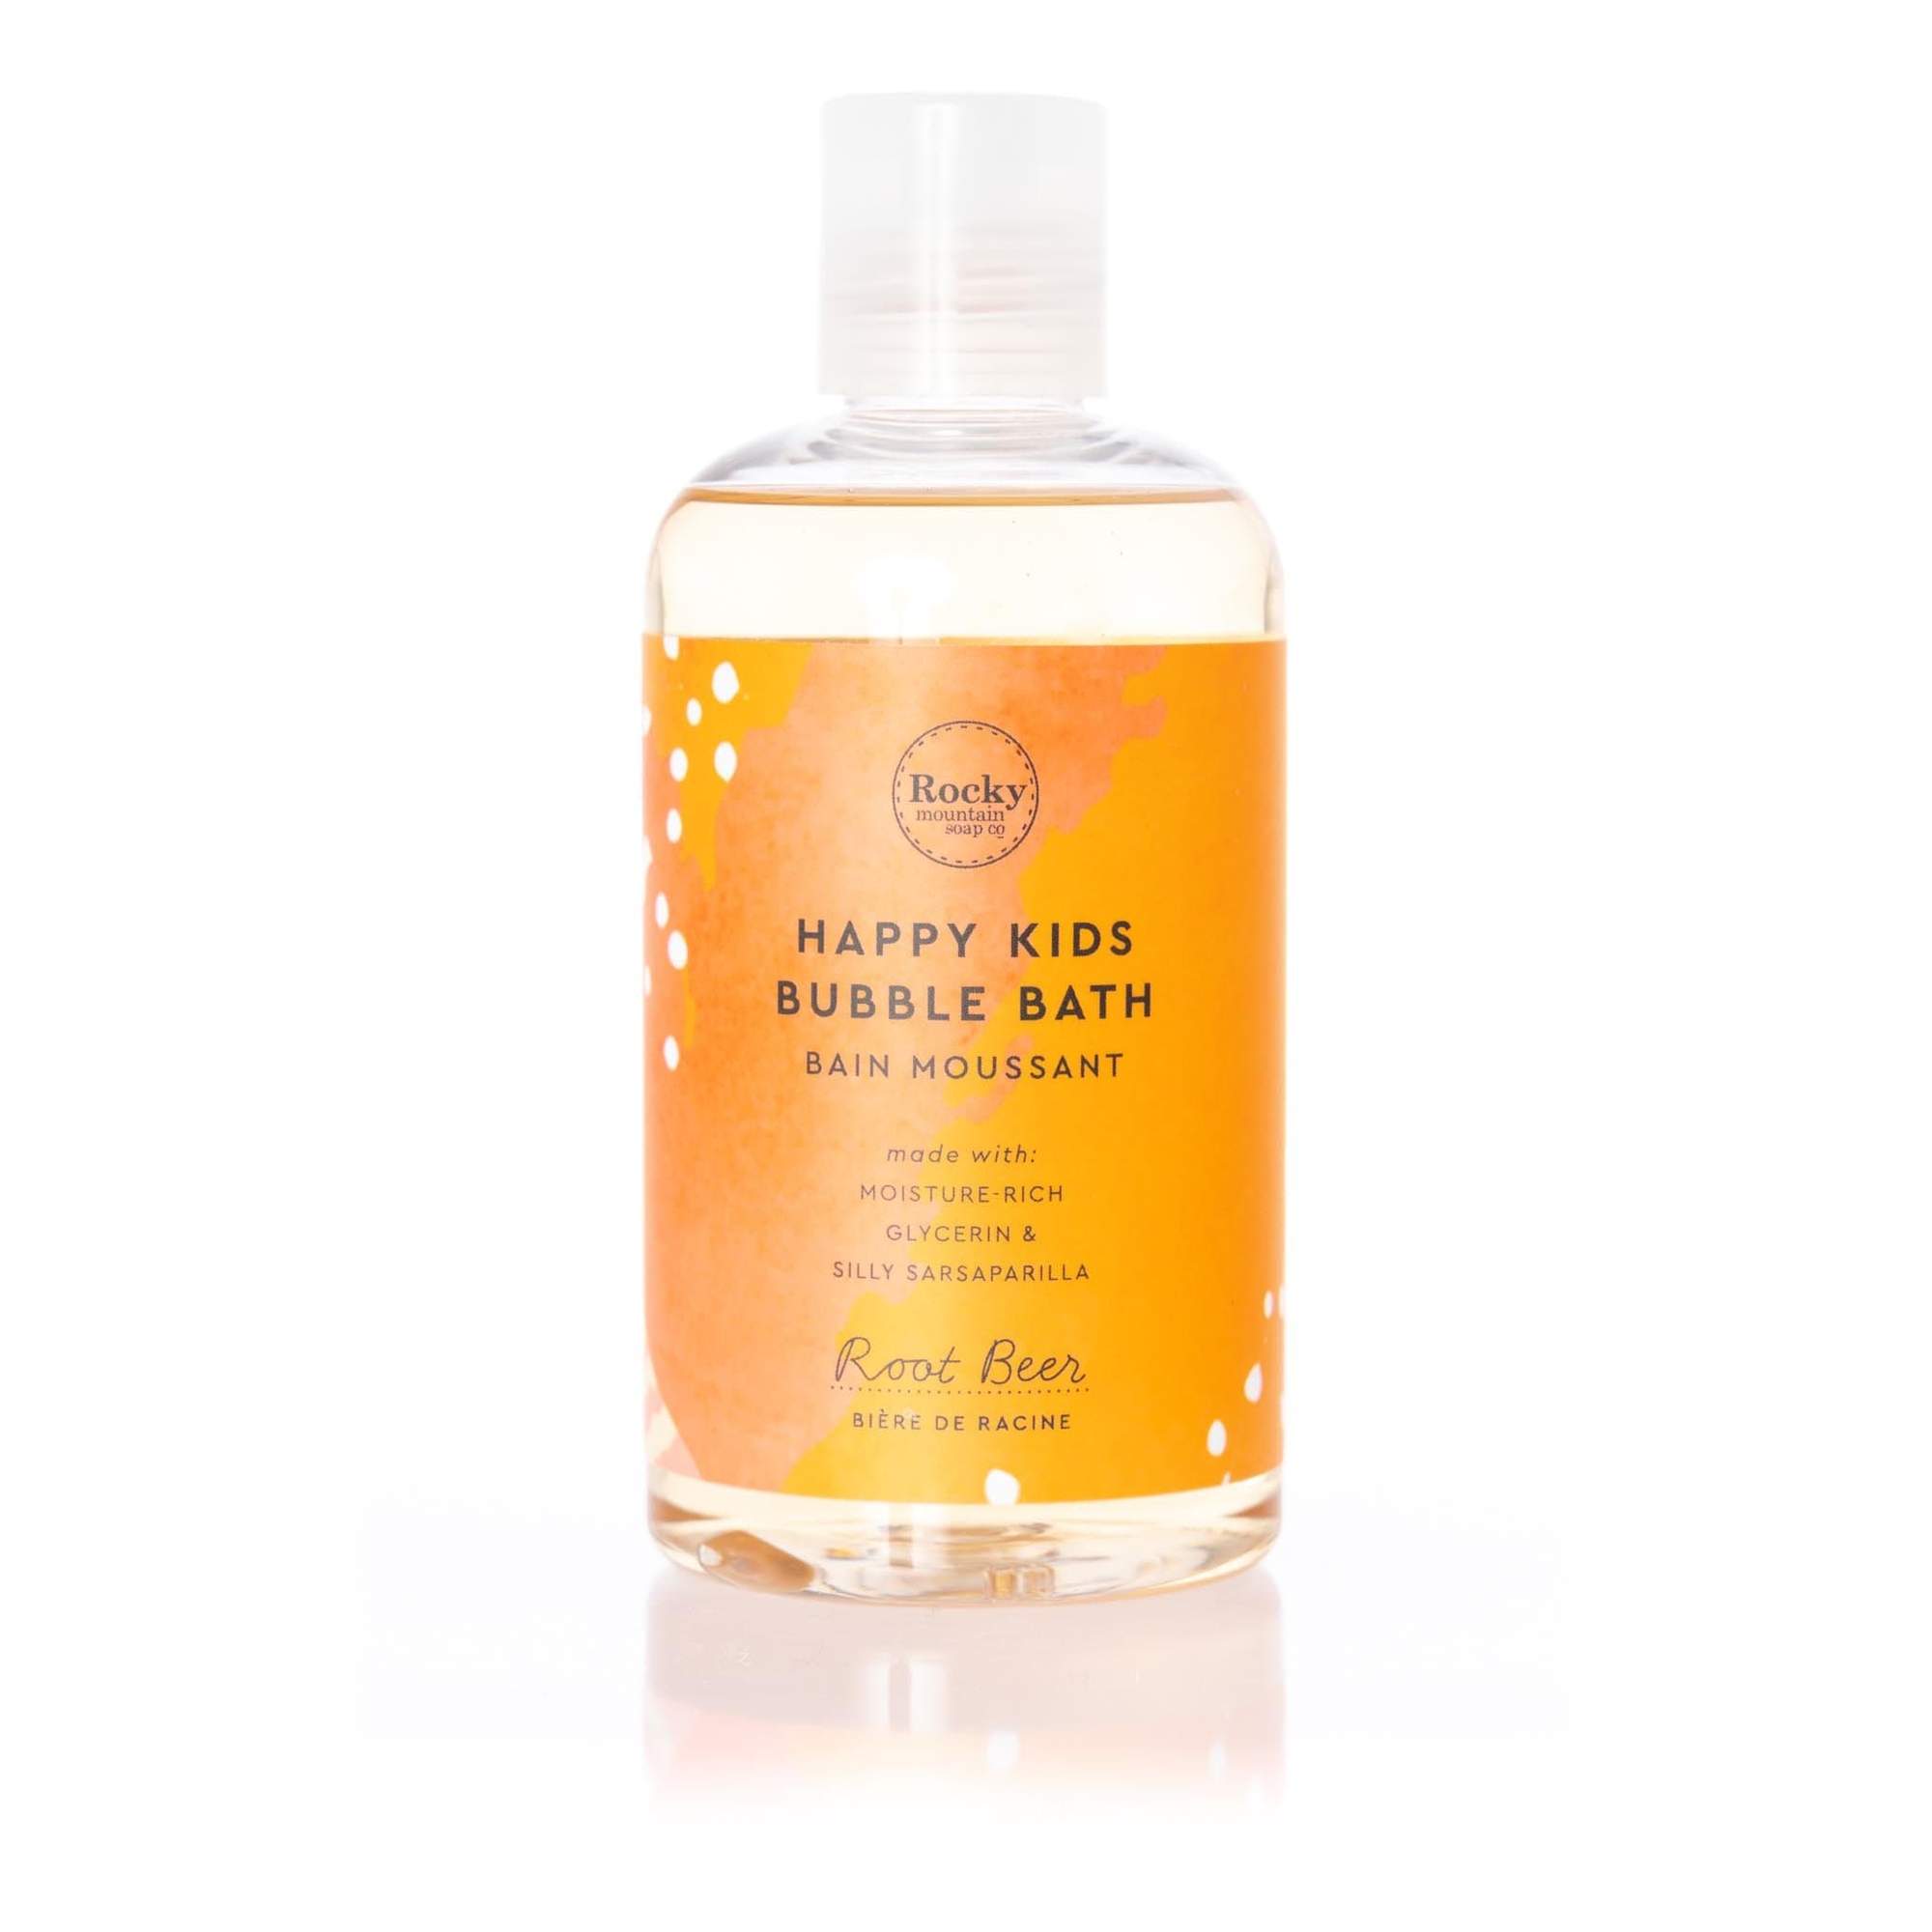 Rocky
mountain
soap co
HAPPY KIDS
BUBBLE BATH
BAIN MOUSSANT
made with:
MOISTURE-RICH
GLYCERIN &
SILLY SARSAPARILLA
Root Beer
BIÈRE DE RACINE